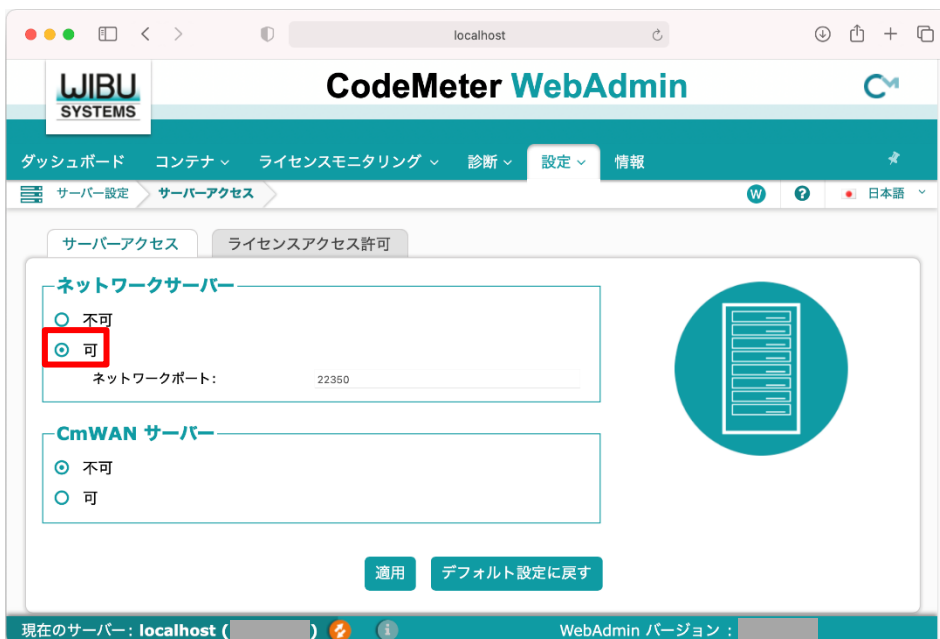 localhost
WIBU
SYSTEMS
CodeMeter WebAdmin
CM
ダッシュボード コンテナ ライセンスモニタリング 診断 設定 情報
サーバー設定 サーバーアクセス W ? 日本語
サーバーアクセス ライセンスアクセス許可
ネットワークサーバー
不可
可
ネットワークポート: 22350
CmWAN サーバー
不可
可
適用 デフォルト設定に戻す
現在のサーバー: localhost ( ) i WebAdmin バージョン :